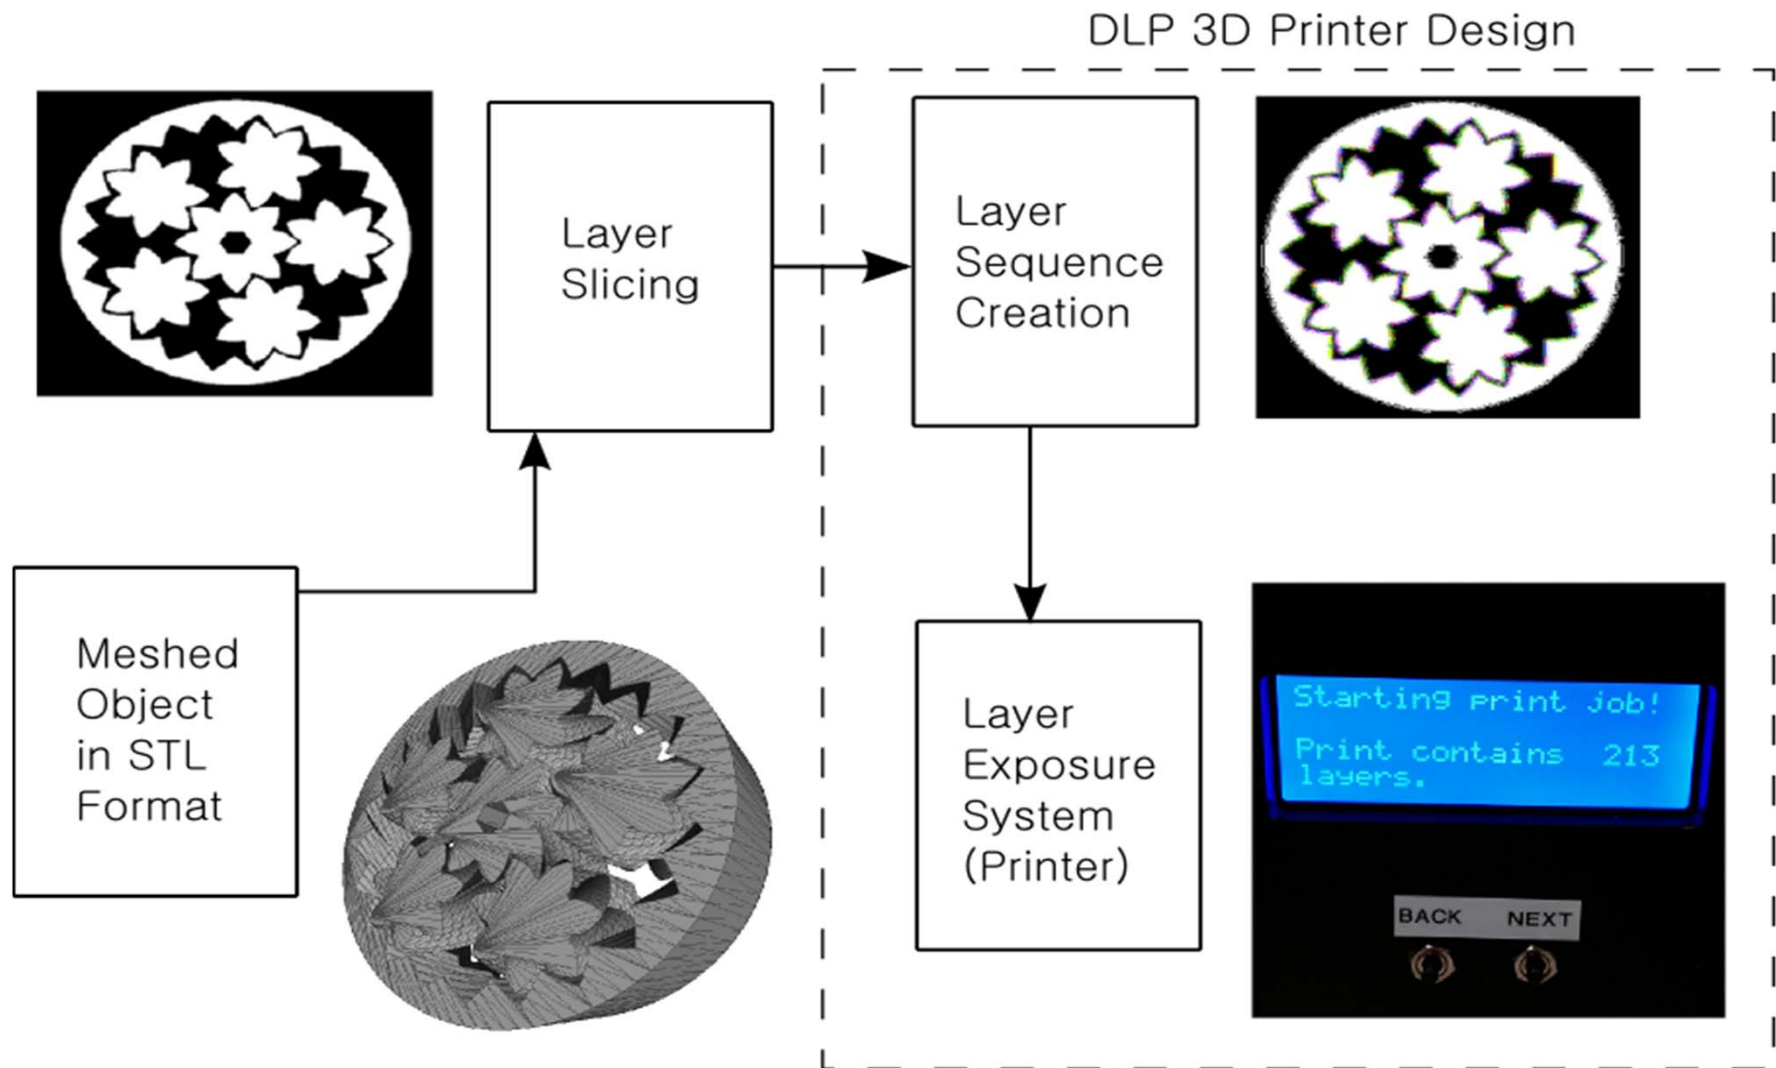 DLP 3D Printer Design
Layer
Slicing
Layer
Sequence
Creation
Meshed
Object
in STL
Format
Layer
Exposure
System
(Printer)
Starting print job!
Print contains 213
layers.
BACK NEXT